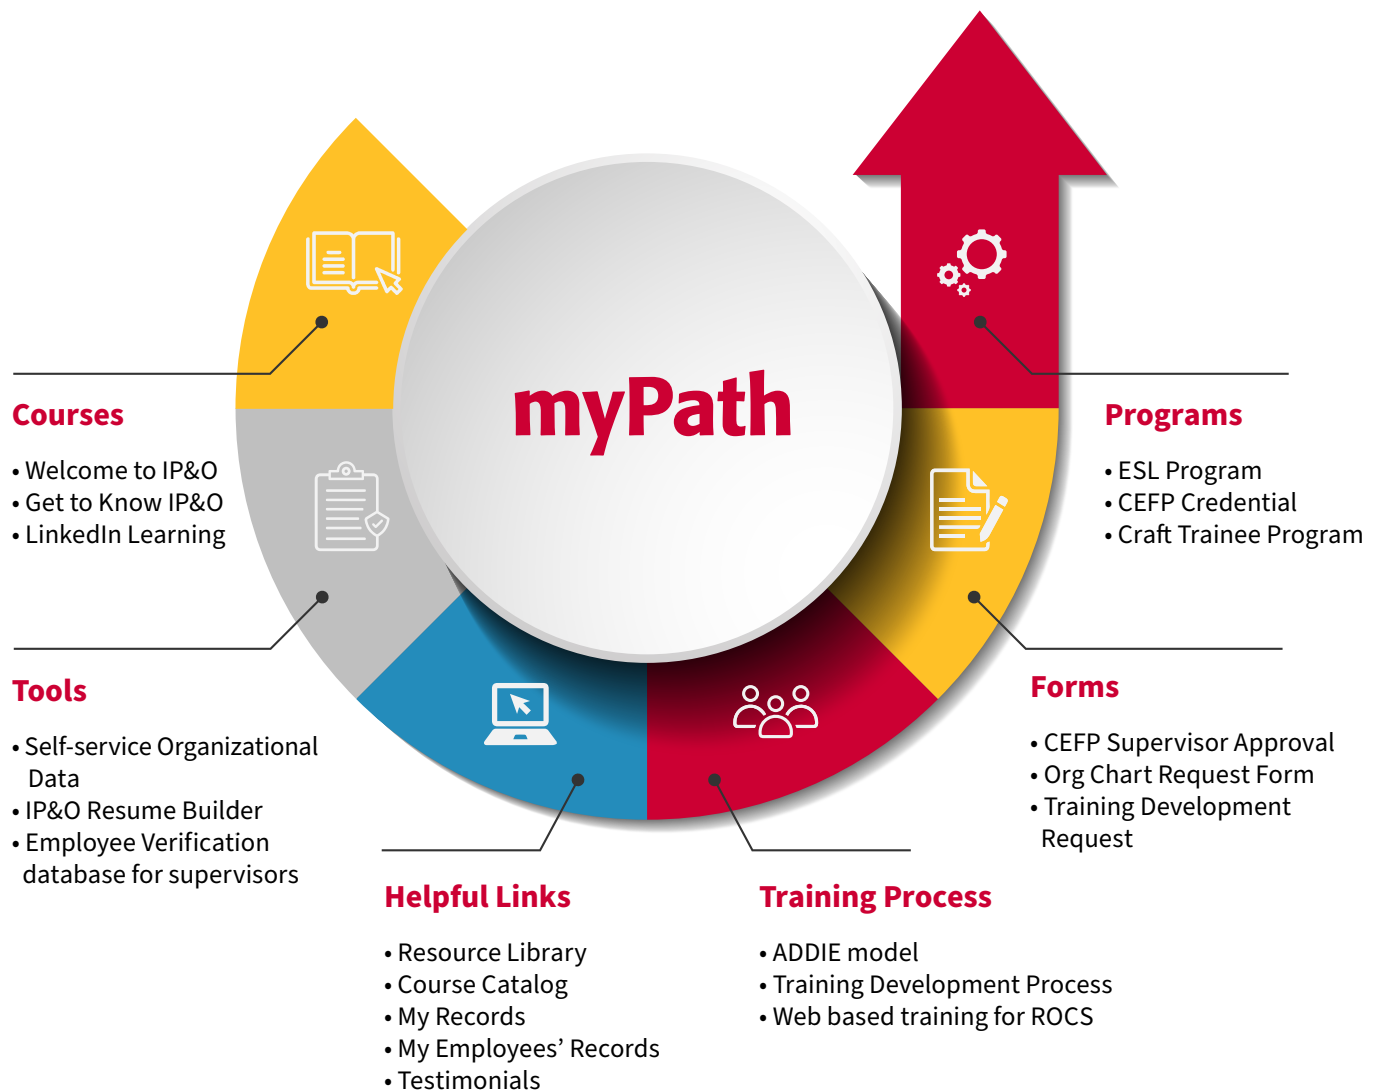 myPath
Courses
• Welcome to IP&O
• Get to Know IP&O
• LinkedIn Learning
Tools
• Self-service Organizational
Data
• IP&O Resume Builder
• Employee Verification
database for supervisors
Helpful Links
• Resource Library
• Course Catalog
• My Records
• My Employees’ Records
• Testimonials
Training Process
• ADDIE model
• Training Development Process
• Web based training for ROCS
Forms
• CEFP Supervisor Approval
• Org Chart Request Form
• Training Development
Request
Programs
• ESL Program
• CEFP Credential
• Craft Trainee Program